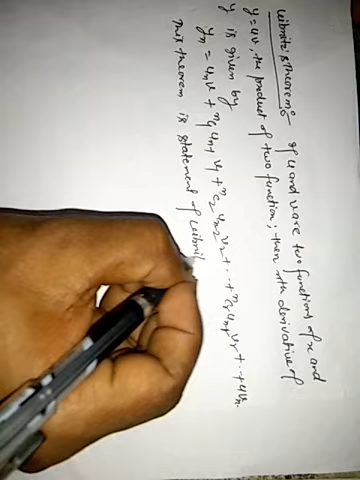 Leibnitz's Theorem:- If u and v are two functions of x and
y = uv, the product of two function; then nth derivative of
y is given by
yₙ = uₙv + ⁿc₁ uₙ₋₁ v₁ + ⁿc₂ uₙ₋₂ v₂ + ... + ⁿcᵣ uₙ₋ᵣ vᵣ + ... + uvₙ.
This theorem is statement of Leibni